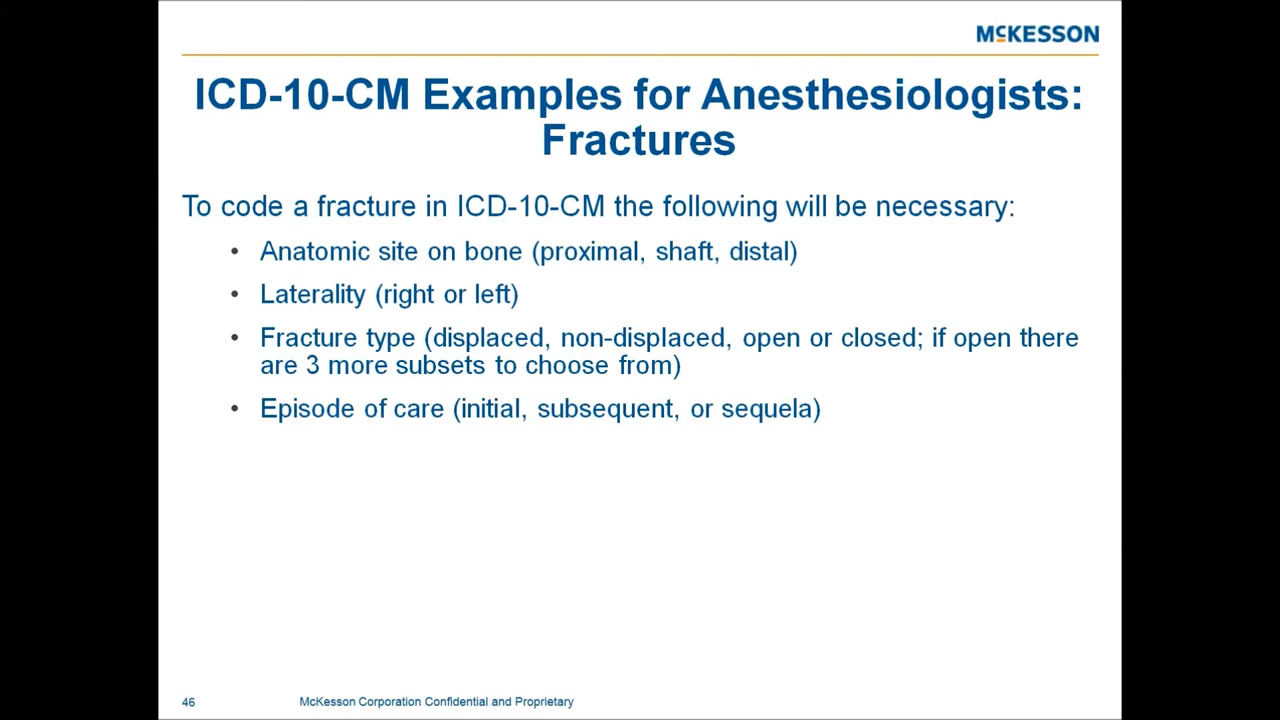 MCKESSON
ICD-10-CM Examples for Anesthesiologists:
Fractures
To code a fracture in ICD-10-CM the following will be necessary:
• Anatomic site on bone (proximal, shaft, distal)
• Laterality (right or left)
• Fracture type (displaced, non-displaced, open or closed; if open there
are 3 more subsets to choose from)
• Episode of care (initial, subsequent, or sequela)
46 McKesson Corporation Confidential and Proprietary